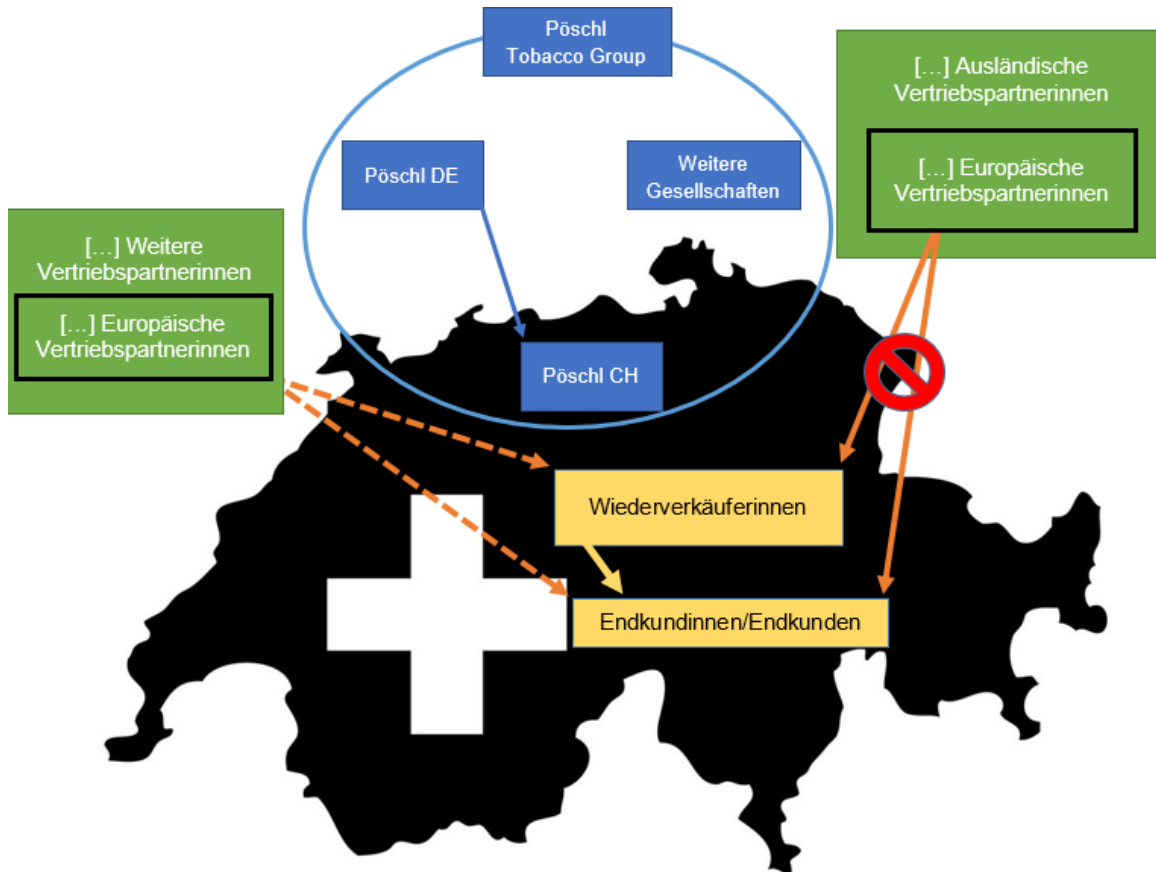 Pöschl
Tobacco Group
[...] Ausländische
Vertriebspartnerinnen
[...] Europäische
Vertriebspartnerinnen
Pöschl DE
Weitere
Gesellschaften
[...] Weitere
Vertriebspartnerinnen
[...] Europäische
Vertriebspartnerinnen
Pöschl CH
Wiederverkäuferinnen
Endkundinnen/Endkunden